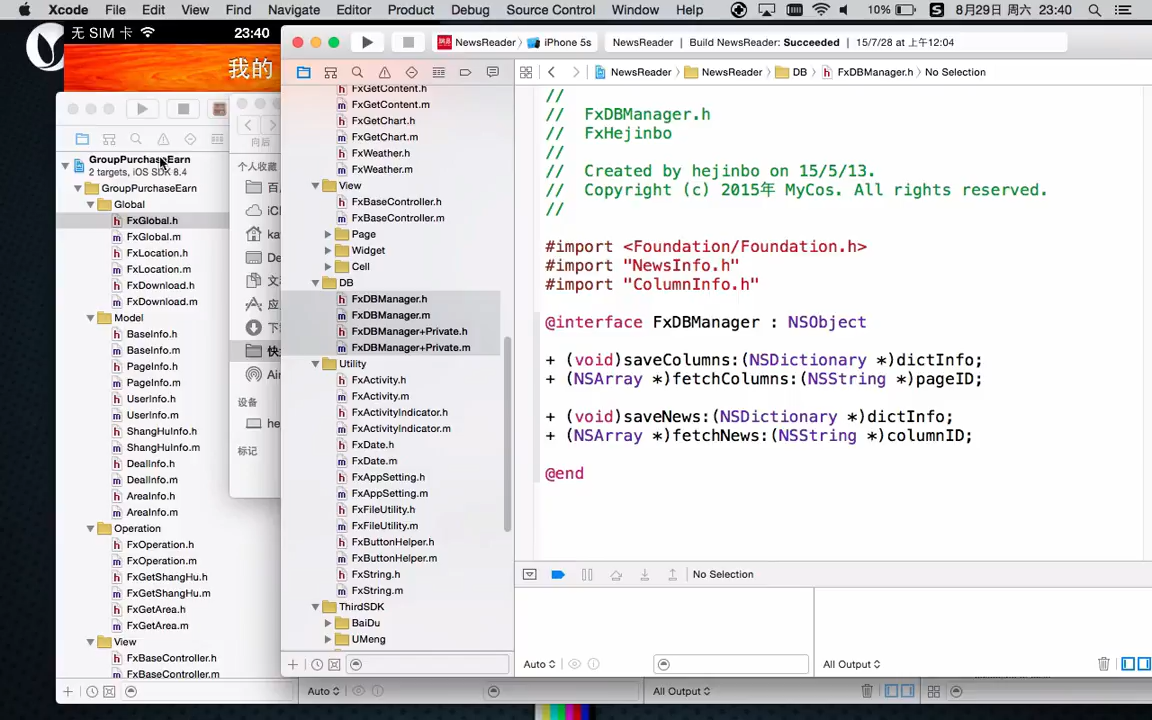 Xcode File Edit View Find Navigate Editor Product Debug Source Control Window Help 10% 8月29日 周六 23:40
无 SIM 卡 23:40
我的
NewsReader iPhone 5s NewsReader Build NewsReader: Succeeded 15/7/28 at 上午12:04
NewsReader NewsReader DB FxDBManager.h No Selection
GroupPurchaseEarn
2 targets, iOS SDK 8.4
GroupPurchaseEarn
Global
FxGlobal.h
FxGlobal.m
FxLocation.h
FxLocation.m
FxDownload.h
FxDownload.m
Model
BaseInfo.h
BaseInfo.m
PageInfo.h
PageInfo.m
UserInfo.h
UserInfo.m
ShangHuInfo.h
ShangHuInfo.m
DealInfo.h
DealInfo.m
AreaInfo.h
AreaInfo.m
Operation
FxOperation.h
FxOperation.m
FxGetShangHu.h
FxGetShangHu.m
FxGetArea.h
FxGetArea.m
View
FxBaseController.h
FxBaseController.m
向后
个人收藏
iCl
De
设备
he
标记
FxGetContent.h
FxGetContent.m
FxGetChart.h
FxGetChart.m
FxWeather.h
FxWeather.m
View
FxBaseController.h
FxBaseController.m
Page
Widget
Cell
DB
FxDBManager.h
FxDBManager.m
FxDBManager+Private.h
FxDBManager+Private.m
Utility
FxActivity.h
FxActivity.m
FxActivityIndicator.h
FxActivityIndicator.m
FxDate.h
FxDate.m
FxAppSetting.h
FxAppSetting.m
FxFileUtility.h
FxFileUtility.m
FxButtonHelper.h
FxButtonHelper.m
FxString.h
FxString.m
ThirdSDK
BaiDu
UMeng
//
// FxDBManager.h
// FxHejinbo
//
// Created by hejinbo on 15/5/13.
// Copyright (c) 2015年 MyCos. All rights reserved.
//
#import <Foundation/Foundation.h>
#import "NewsInfo.h"
#import "ColumnInfo.h"
@interface FxDBManager : NSObject
+ (void)saveColumns:(NSDictionary *)dictInfo;
+ (NSArray *)fetchColumns:(NSString *)pageID;
+ (void)saveNews:(NSDictionary *)dictInfo;
+ (NSArray *)fetchNews:(NSString *)columnID;
@end
No Selection
Auto All Output
Auto All Output